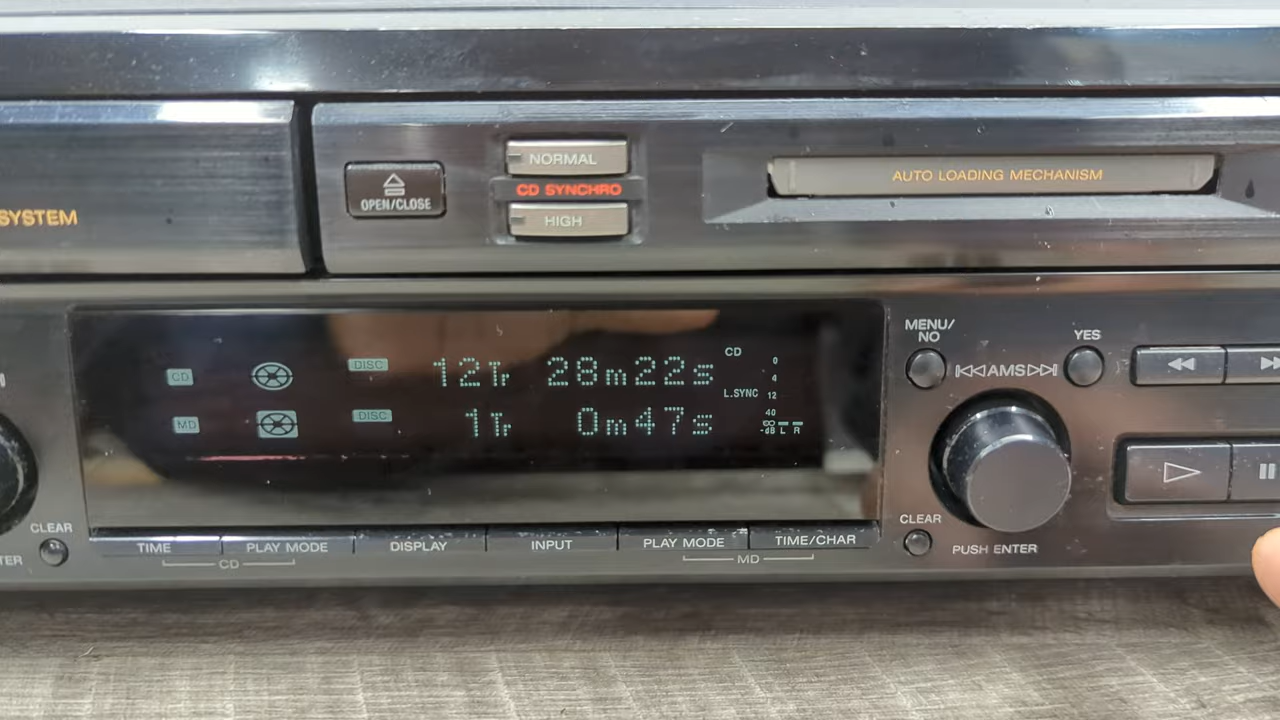 SYSTEM
OPEN/CLOSE
NORMAL
CD SYNCHRO
HIGH
AUTO LOADING MECHANISM
CD DISC 12Tr 28m22s CD
L.SYNC
MD DISC 1Tr 0m47s
0
4
12
40
∞
-dB L R
MENU/
NO
AMS
YES
CLEAR
TIME PLAY MODE DISPLAY INPUT PLAY MODE TIME/CHAR
CD
MD
CLEAR
PUSH ENTER